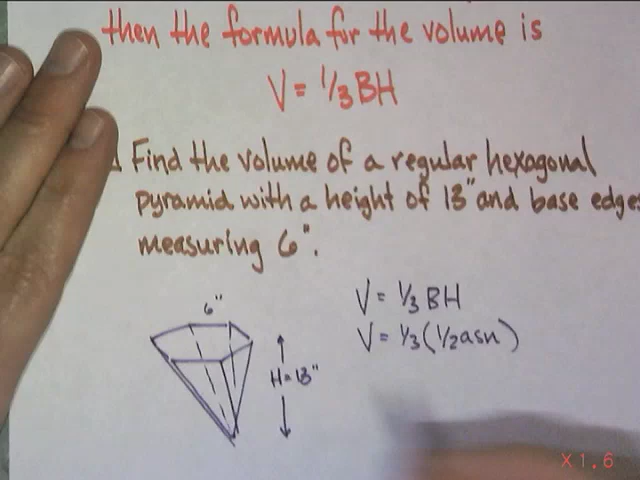 then the formula for the volume is
V = 1/3 BH
Find the volume of a regular hexagonal
pyramid with a height of 13" and base edges
measuring 6".
6"
V = 1/3 BH
V = 1/3 (1/2 asn)
H = 13"
X1.6